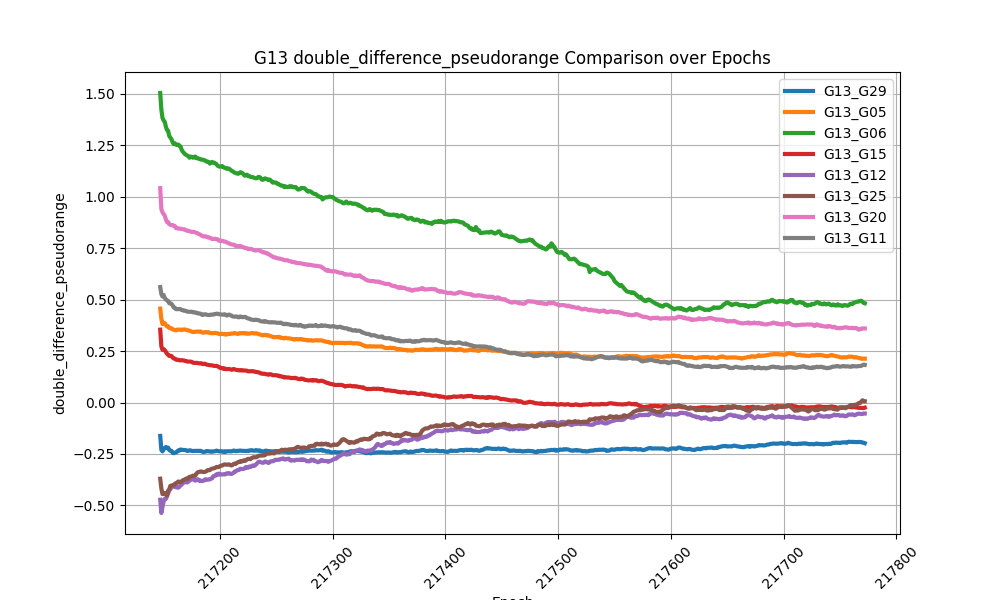 G13 double_difference_pseudorange Comparison over Epochs
double_difference_pseudorange
1.50
1.25
1.00
0.75
0.50
0.25
0.00
−0.25
−0.50
G13_G29
G13_G05
G13_G06
G13_G15
G13_G12
G13_G25
G13_G20
G13_G11
217200
217300
217400
217500
217600
217700
217800
Epoch